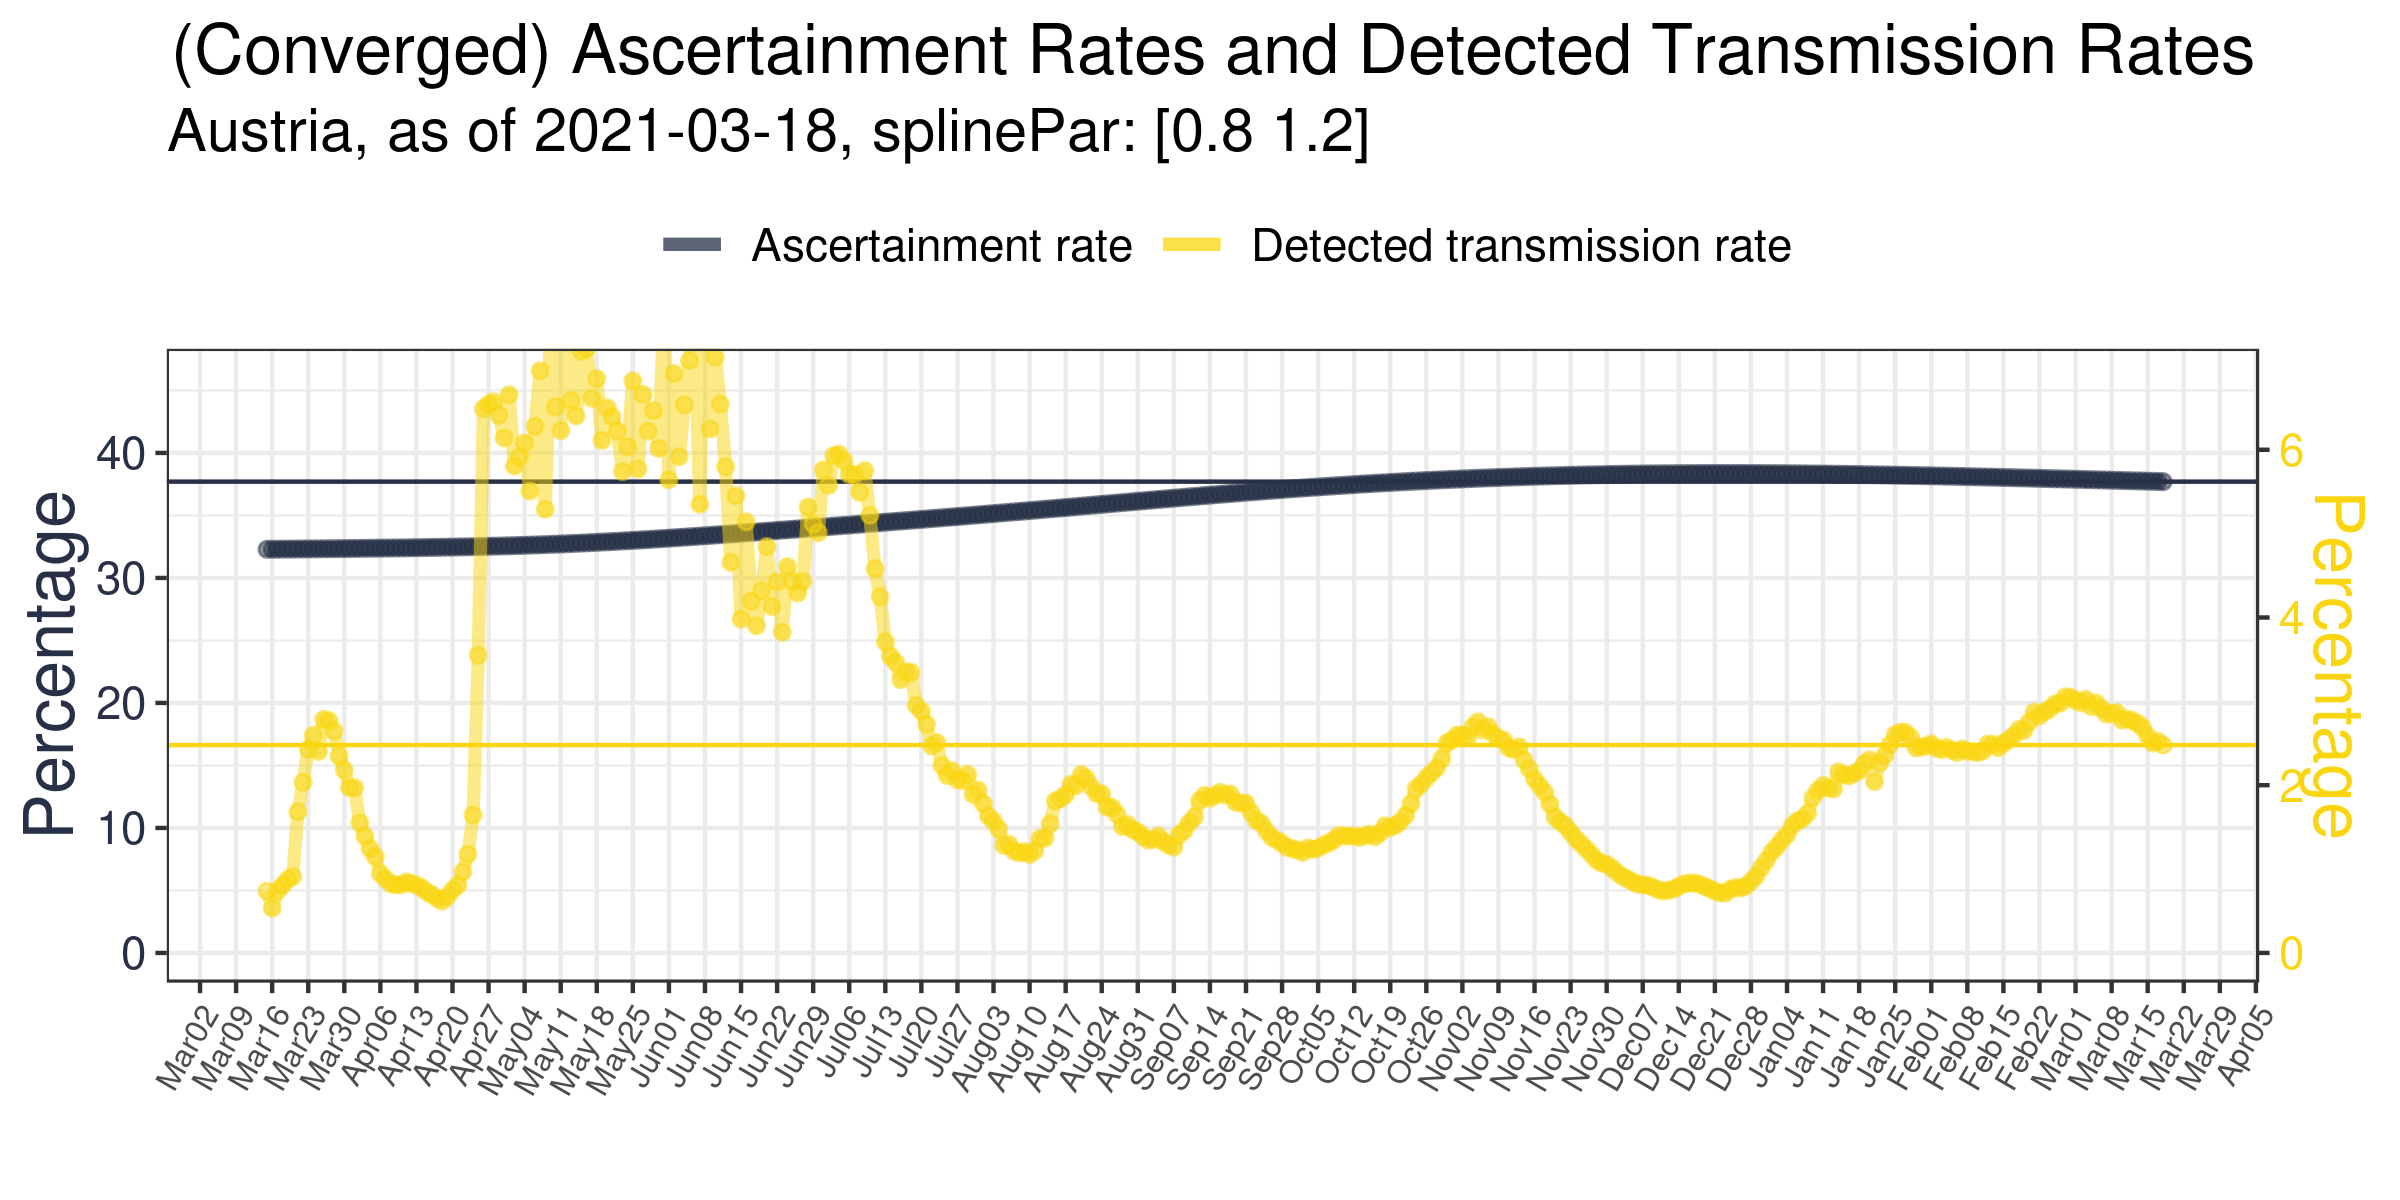 (Converged) Ascertainment Rates and Detected Transmission Rates
Austria, as of 2021-03-18, splinePar: [0.8 1.2]
Ascertainment rate
Detected transmission rate
Percentage
40
30
20
10
0
6
4
2
0
Percentage
Mar02
Mar09
Mar16
Mar23
Mar30
Apr06
Apr13
Apr20
Apr27
May04
May11
May18
May25
Jun01
Jun08
Jun15
Jun22
Jun29
Jul06
Jul13
Jul20
Jul27
Aug03
Aug10
Aug17
Aug24
Aug31
Sep07
Sep14
Sep21
Sep28
Oct05
Oct12
Oct19
Oct26
Nov02
Nov09
Nov16
Nov23
Nov30
Dec07
Dec14
Dec21
Dec28
Jan04
Jan11
Jan18
Jan25
Feb01
Feb08
Feb15
Feb22
Mar01
Mar08
Mar15
Mar22
Mar29
Apr05